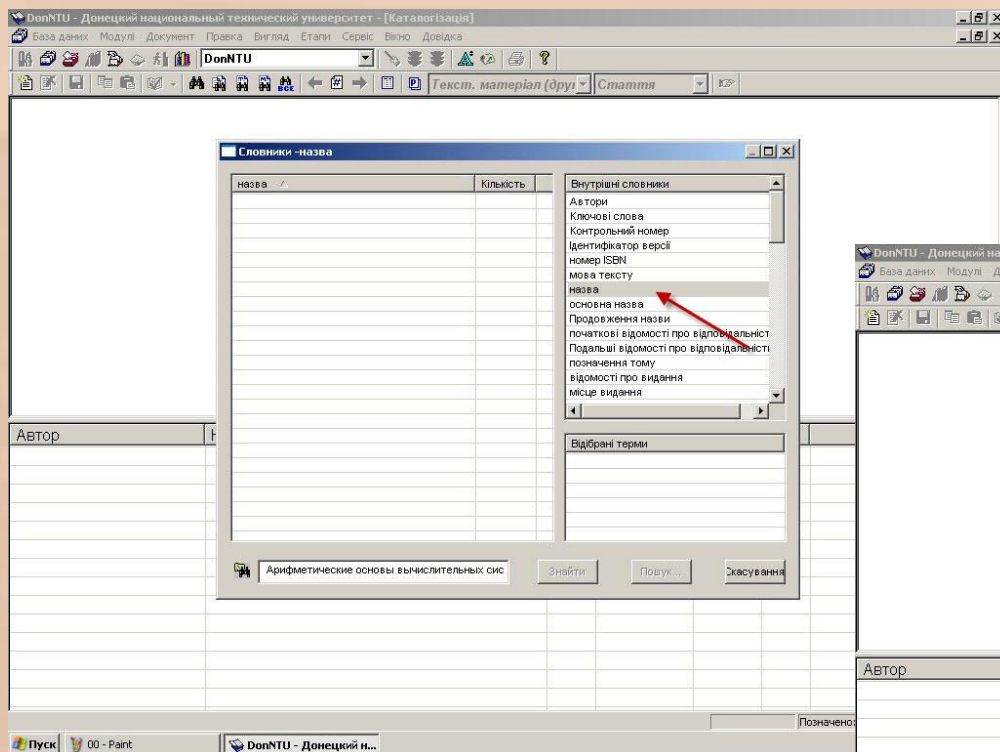 DonNTU - Донецкий национальный технический университет - [Каталогізація]
База даних Модулі Документ Правка Вигляд Етапи Сервіс Вікно Довідка
DonNTU
ВСЕ Текст. матеріал (друк Стаття
Словники -назва
назва Кількість Внутрішні словники
Автори
Ключові слова
Контрольний номер
Ідентифікатор версії
номер ISBN
мова тексту
назва
основна назва
Продовження назви
початкові відомості про відповідальніст
Подальші відомості про відповідальність
позначення тому
відомості про видання
місце видання
Відібрані терми
Арифметические основы вычислительных сис Знайти Пошук... Скасування
Автор Н
Позначено:
Пуск 00 - Paint DonNTU - Донецкий н...
DonNTU - Донецкий на
База даних Модулі Д
Автор